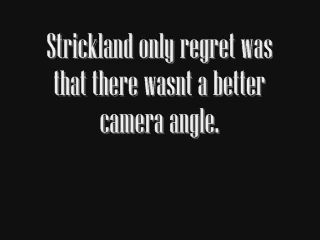 Strickland only regret was
that there wasnt a better
camera angle.